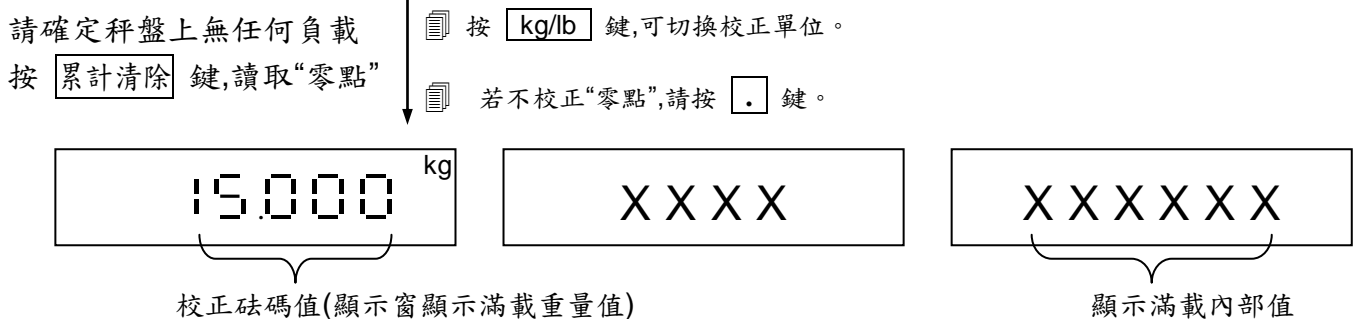 請確定秤盤上無任何負載
按 累計清除 鍵,讀取“零點”
按 kg/lb 鍵,可切換校正單位。
若不校正“零點”,請按 . 鍵。
15.000 kg
XXXX
XXXXXX
校正砝碼值(顯示窗顯示滿載重量值)
顯示滿載內部值